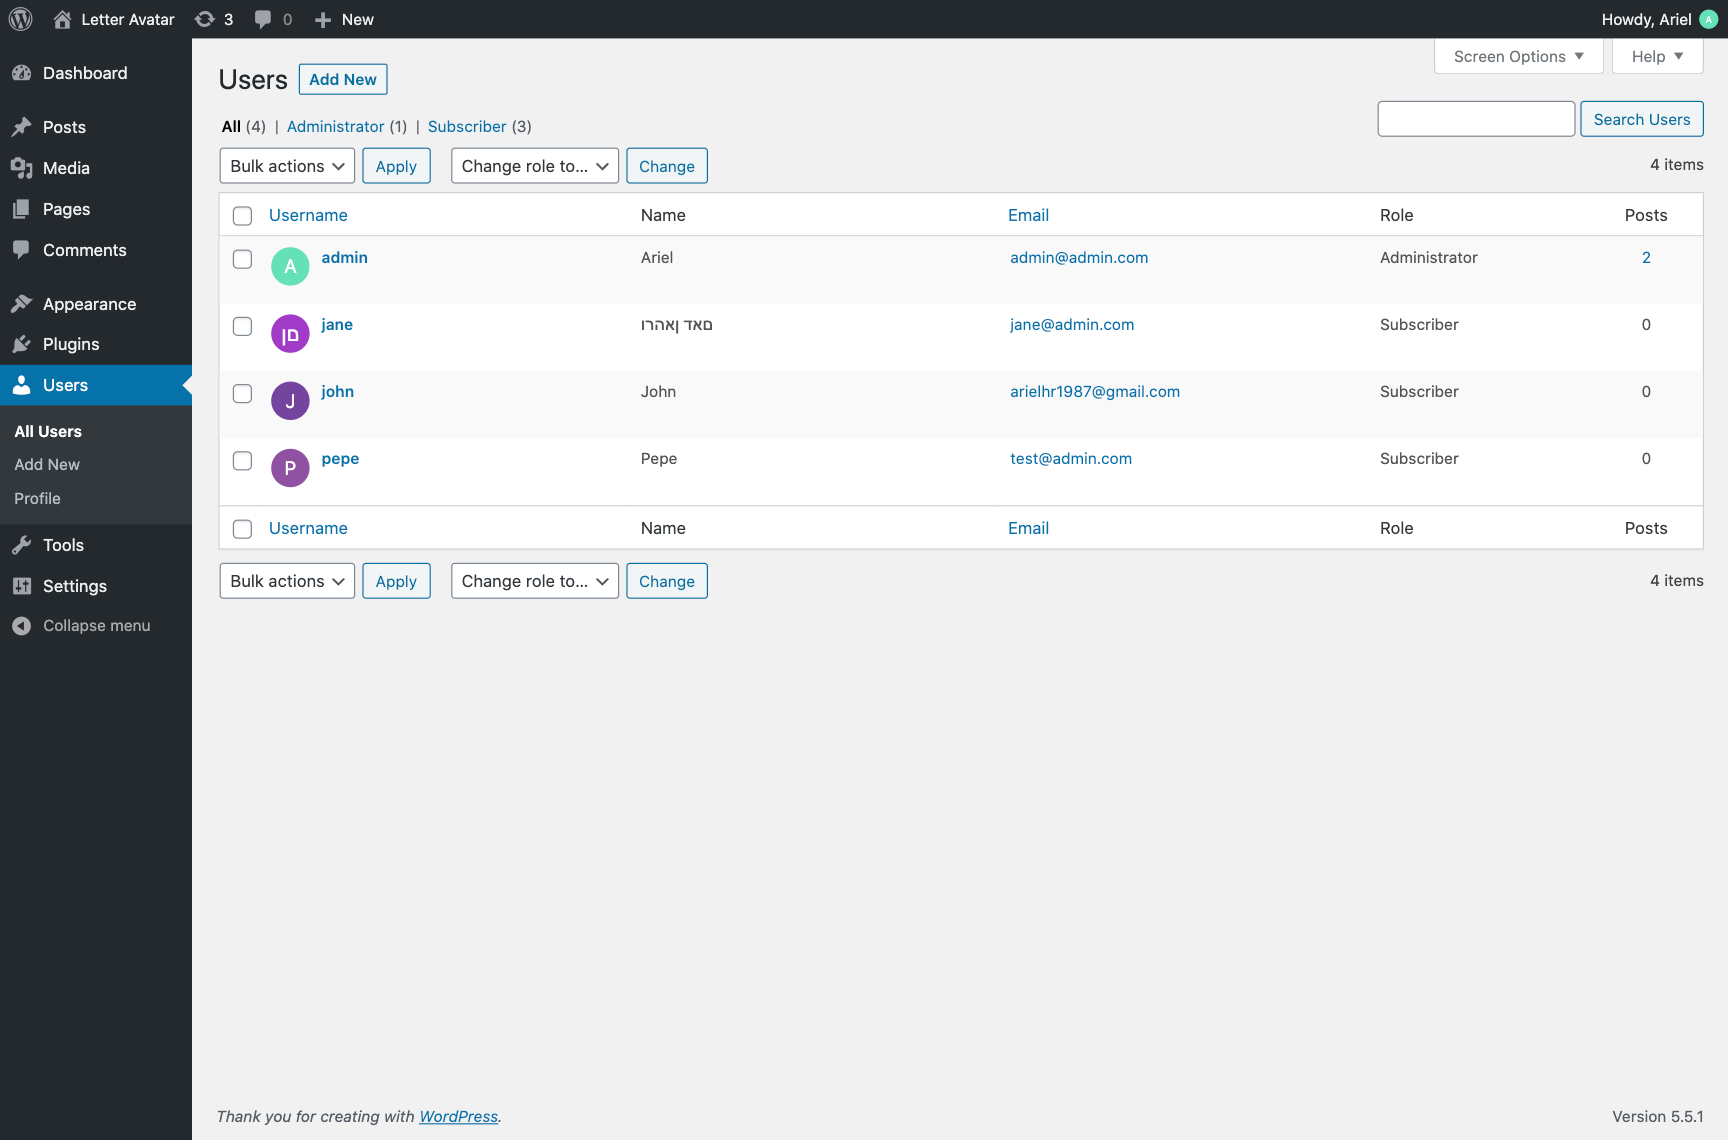 Letter Avatar 3 0 New Howdy, Ariel A
Dashboard
Posts
Media
Pages
Comments
Appearance
Plugins
Users
All Users
Add New
Profile
Tools
Settings
Collapse menu
Screen Options Help
Users Add New
All (4) | Administrator (1) | Subscriber (3)
Search Users
Bulk actions Apply Change role to... Change 4 items
Username Name Email Role Posts
A admin Ariel admin@admin.com Administrator 2
םן jane םאד ןאהרו jane@admin.com Subscriber 0
J john John arielhr1987@gmail.com Subscriber 0
P pepe Pepe test@admin.com Subscriber 0
Username Name Email Role Posts
Bulk actions Apply Change role to... Change 4 items
Thank you for creating with WordPress. Version 5.5.1